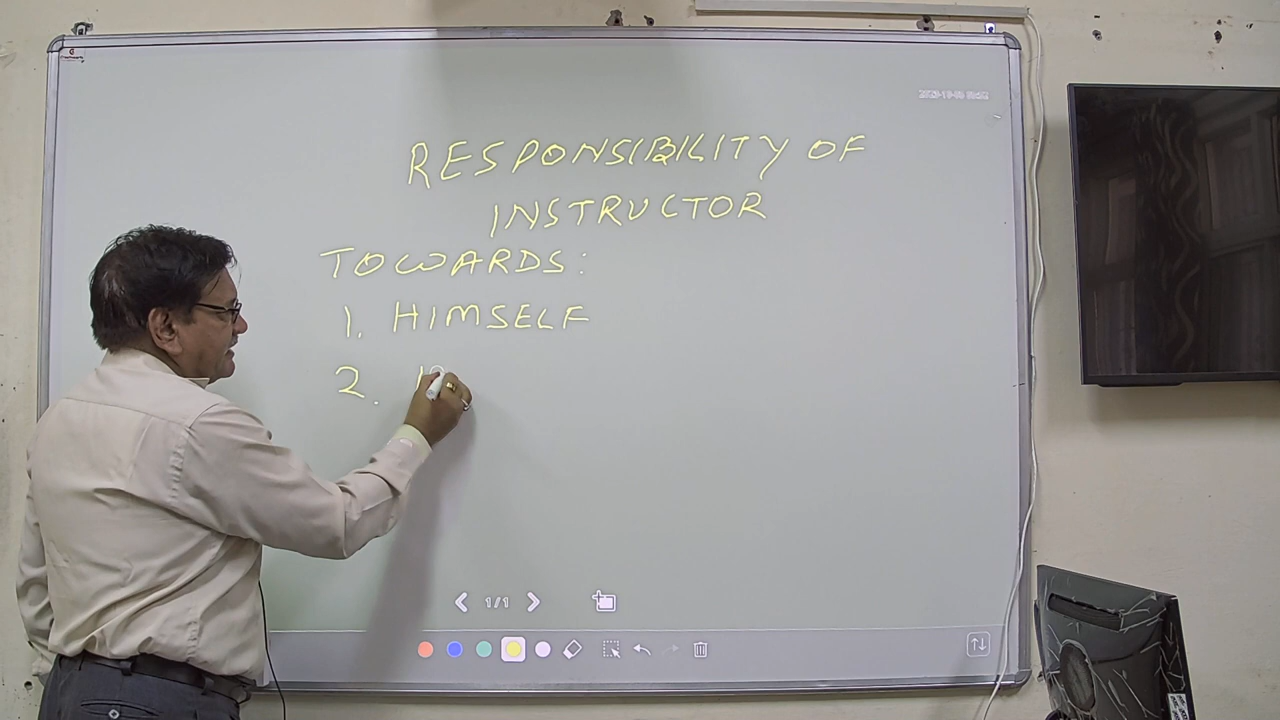 RESPONSIBILITY OF
INSTRUCTOR
TOWARDS:
1. HIMSELF
2.
1/1